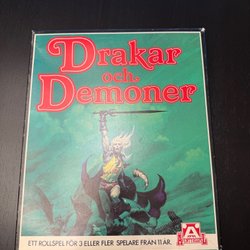 Drakar
och
Demoner
ETT ROLLSPEL FÖR 3 ELLER FLER SPELARE FRÅN 11 ÅR.